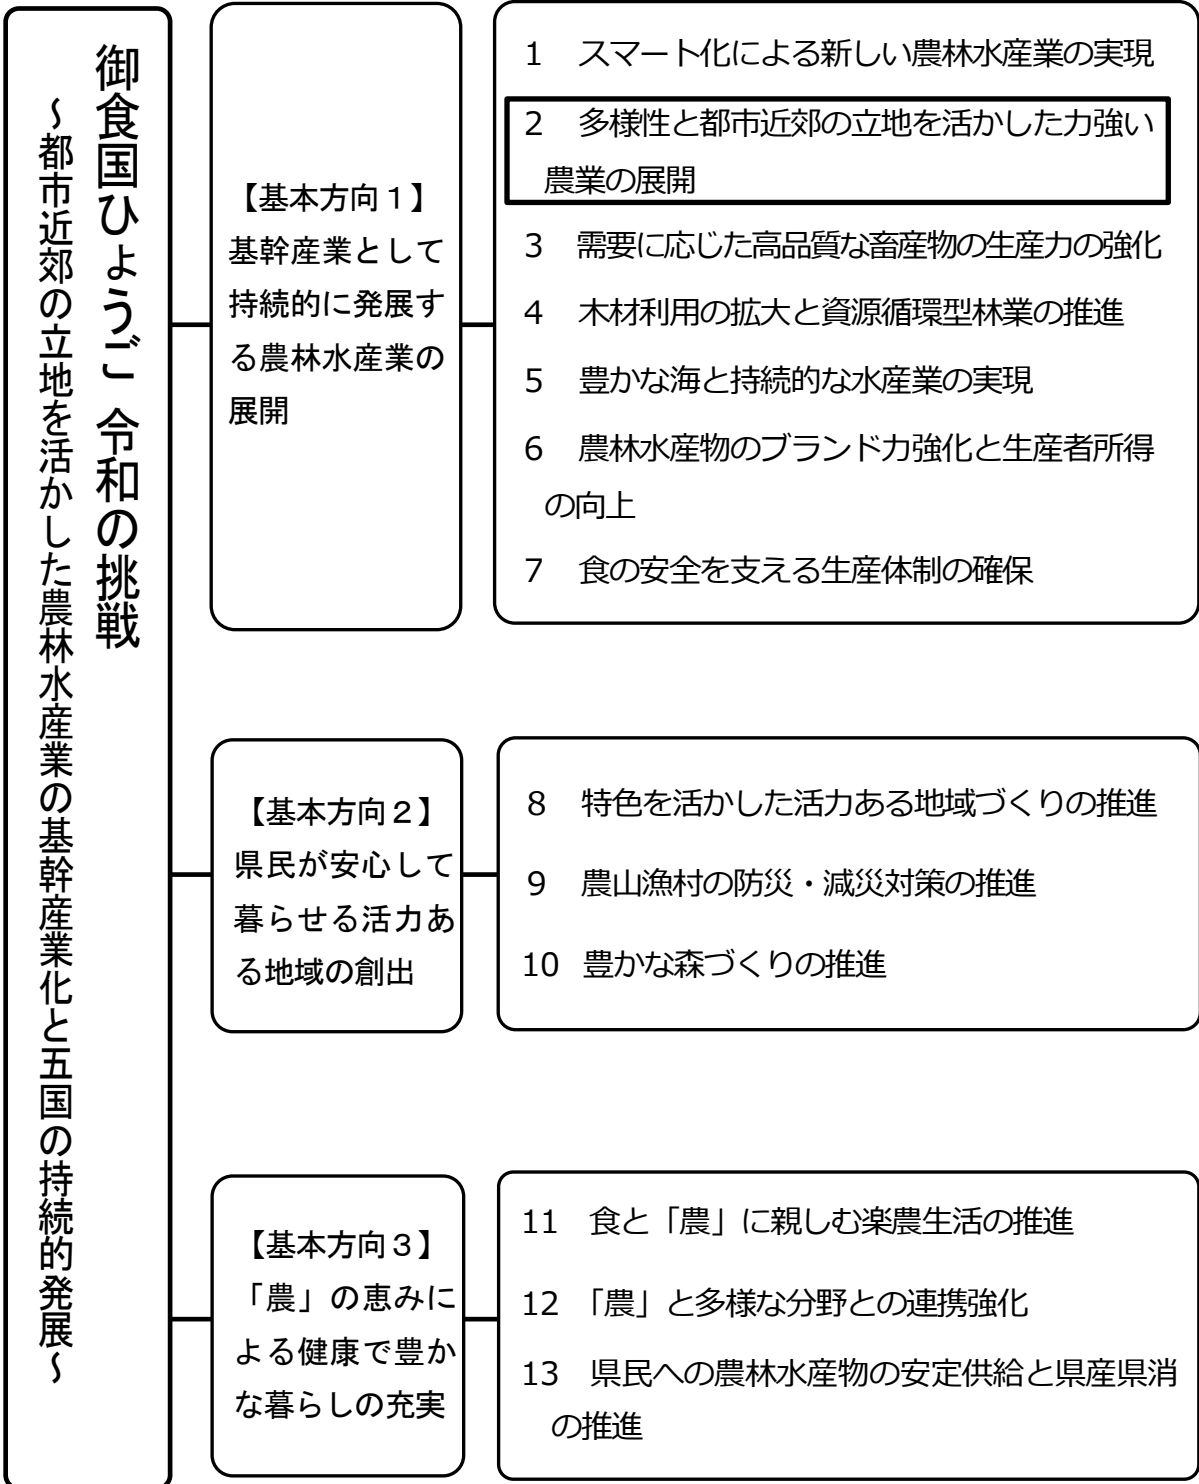 御食国ひょうご 令和の挑戦
~都市近郊の立地を活かした農林水産業の基幹産業化と五国の持続的発展~
【基本方向１】
基幹産業として
持続的に発展す
る農林水産業の
展開
1 スマート化による新しい農林水産業の実現
2 多様性と都市近郊の立地を活かした力強い
農業の展開
3 需要に応じた高品質な畜産物の生産力の強化
4 木材利用の拡大と資源循環型林業の推進
5 豊かな海と持続的な水産業の実現
6 農林水産物のブランド力強化と生産者所得
の向上
7 食の安全を支える生産体制の確保
【基本方向２】
県民が安心して
暮らせる活力あ
る地域の創出
8 特色を活かした活力ある地域づくりの推進
9 農山漁村の防災・減災対策の推進
10 豊かな森づくりの推進
【基本方向３】
「農」の恵みに
よる健康で豊か
な暮らしの充実
11 食と「農」に親しむ楽農生活の推進
12 「農」と多様な分野との連携強化
13 県民への農林水産物の安定供給と県産県消
の推進